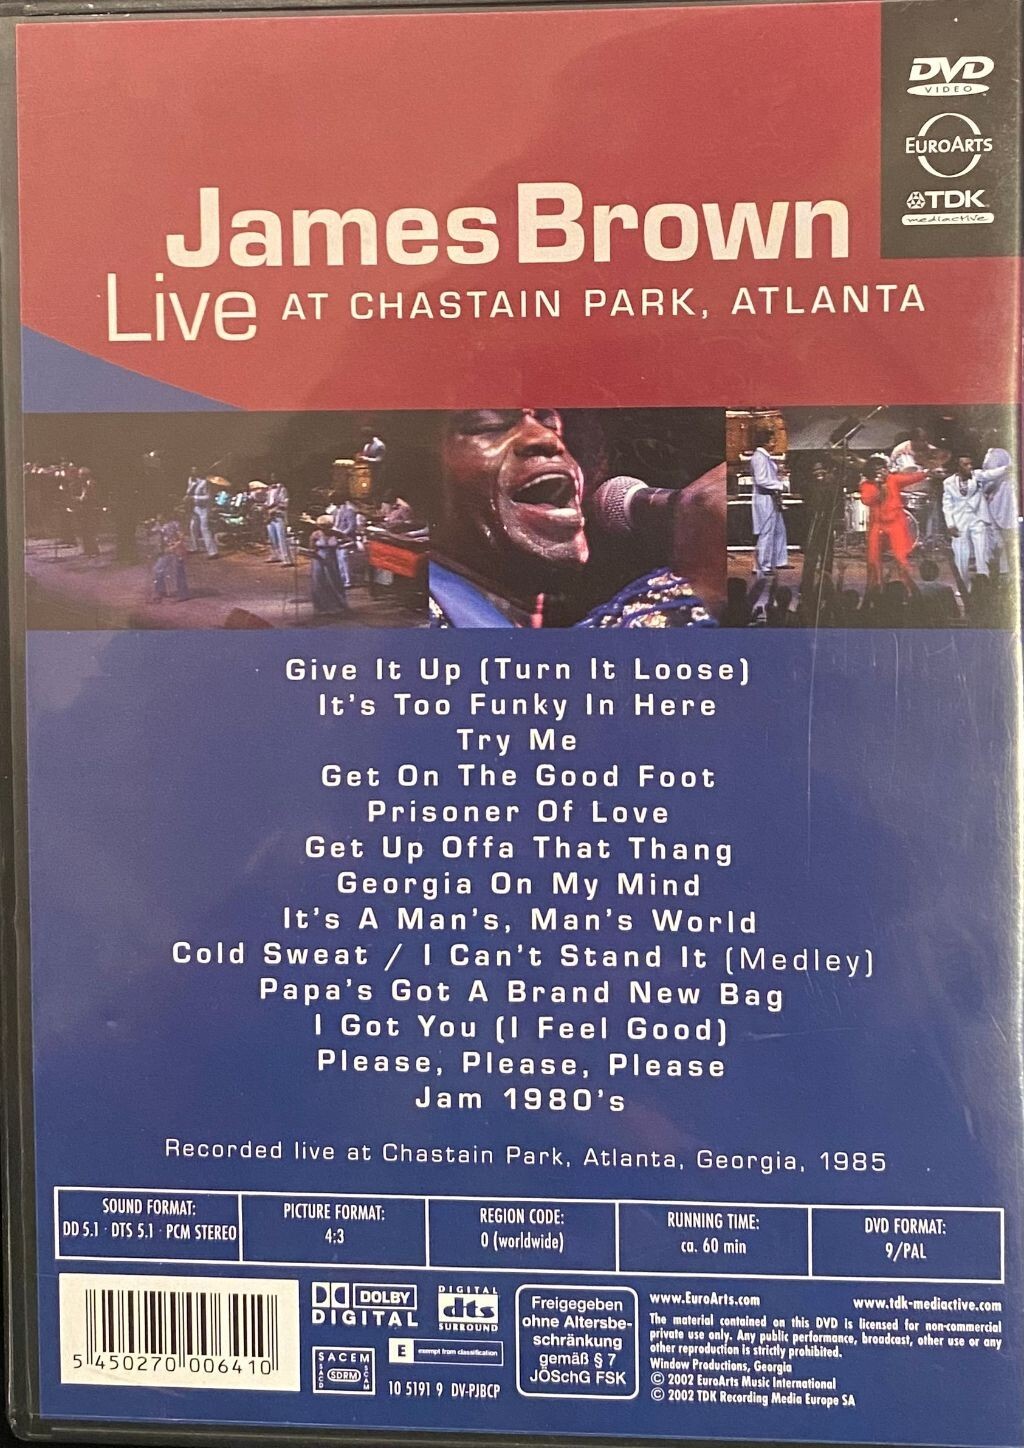 DVD
VIDEO
EUROARTS
TDK
mediactive
James Brown
Live AT CHASTAIN PARK, ATLANTA
Give It Up (Turn It Loose)
It's Too Funky In Here
Try Me
Get On The Good Foot
Prisoner Of Love
Get Up Offa That Thang
Georgia On My Mind
It's A Man's, Man's World
Cold Sweat / I Can't Stand It (Medley)
Papa's Got A Brand New Bag
I Got You (I Feel Good)
Please, Please, Please
Jam 1980's
Recorded live at Chastain Park, Atlanta, Georgia, 1985
SOUND FORMAT:
DD 5.1 · DTS 5.1 · PCM STEREO
PICTURE FORMAT:
4:3
REGION CODE:
0 (worldwide)
RUNNING TIME:
ca. 60 min
DVD FORMAT:
9/PAL
5 450270 006410
DOLBY
DIGITAL
DIGITAL
dts
SURROUND
SACEM
SACD
SDRM
SCAM
E exempt from classification
10 5191 9 DV-PJBCP
Freigegeben
ohne Altersbe-
schränkung
gemäß § 7
JÖSchG FSK
www.EuroArts.com www.tdk-mediactive.com
The material contained on this DVD is licensed for non-commercial
private use only. Any public performance, broadcast, other use or any
other reproduction is strictly prohibited.
Window Productions, Georgia
© 2002 EuroArts Music International
© 2002 TDK Recording Media Europe SA